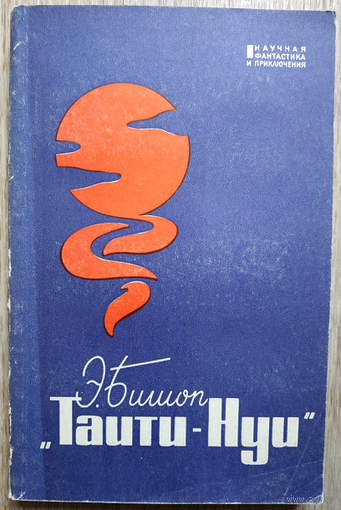 НАУЧНАЯ
ФАНТАСТИКА
И ПРИКЛЮЧЕНИЯ
Э. Бишоп
„Таити-Нуи“